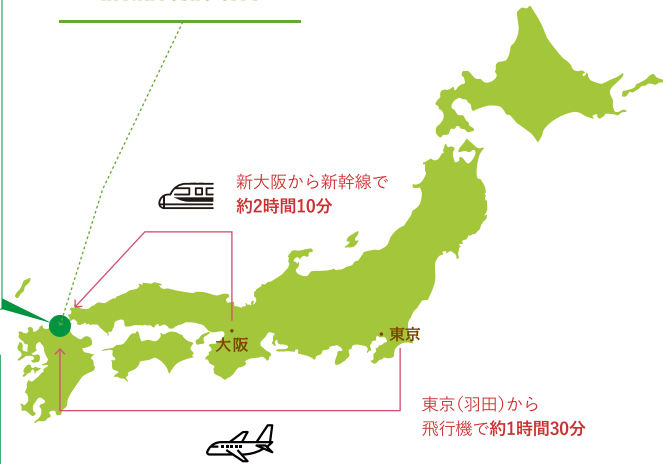 新大阪から新幹線で
約2時間10分
大阪
東京
東京(羽田)から
飛行機で約1時間30分